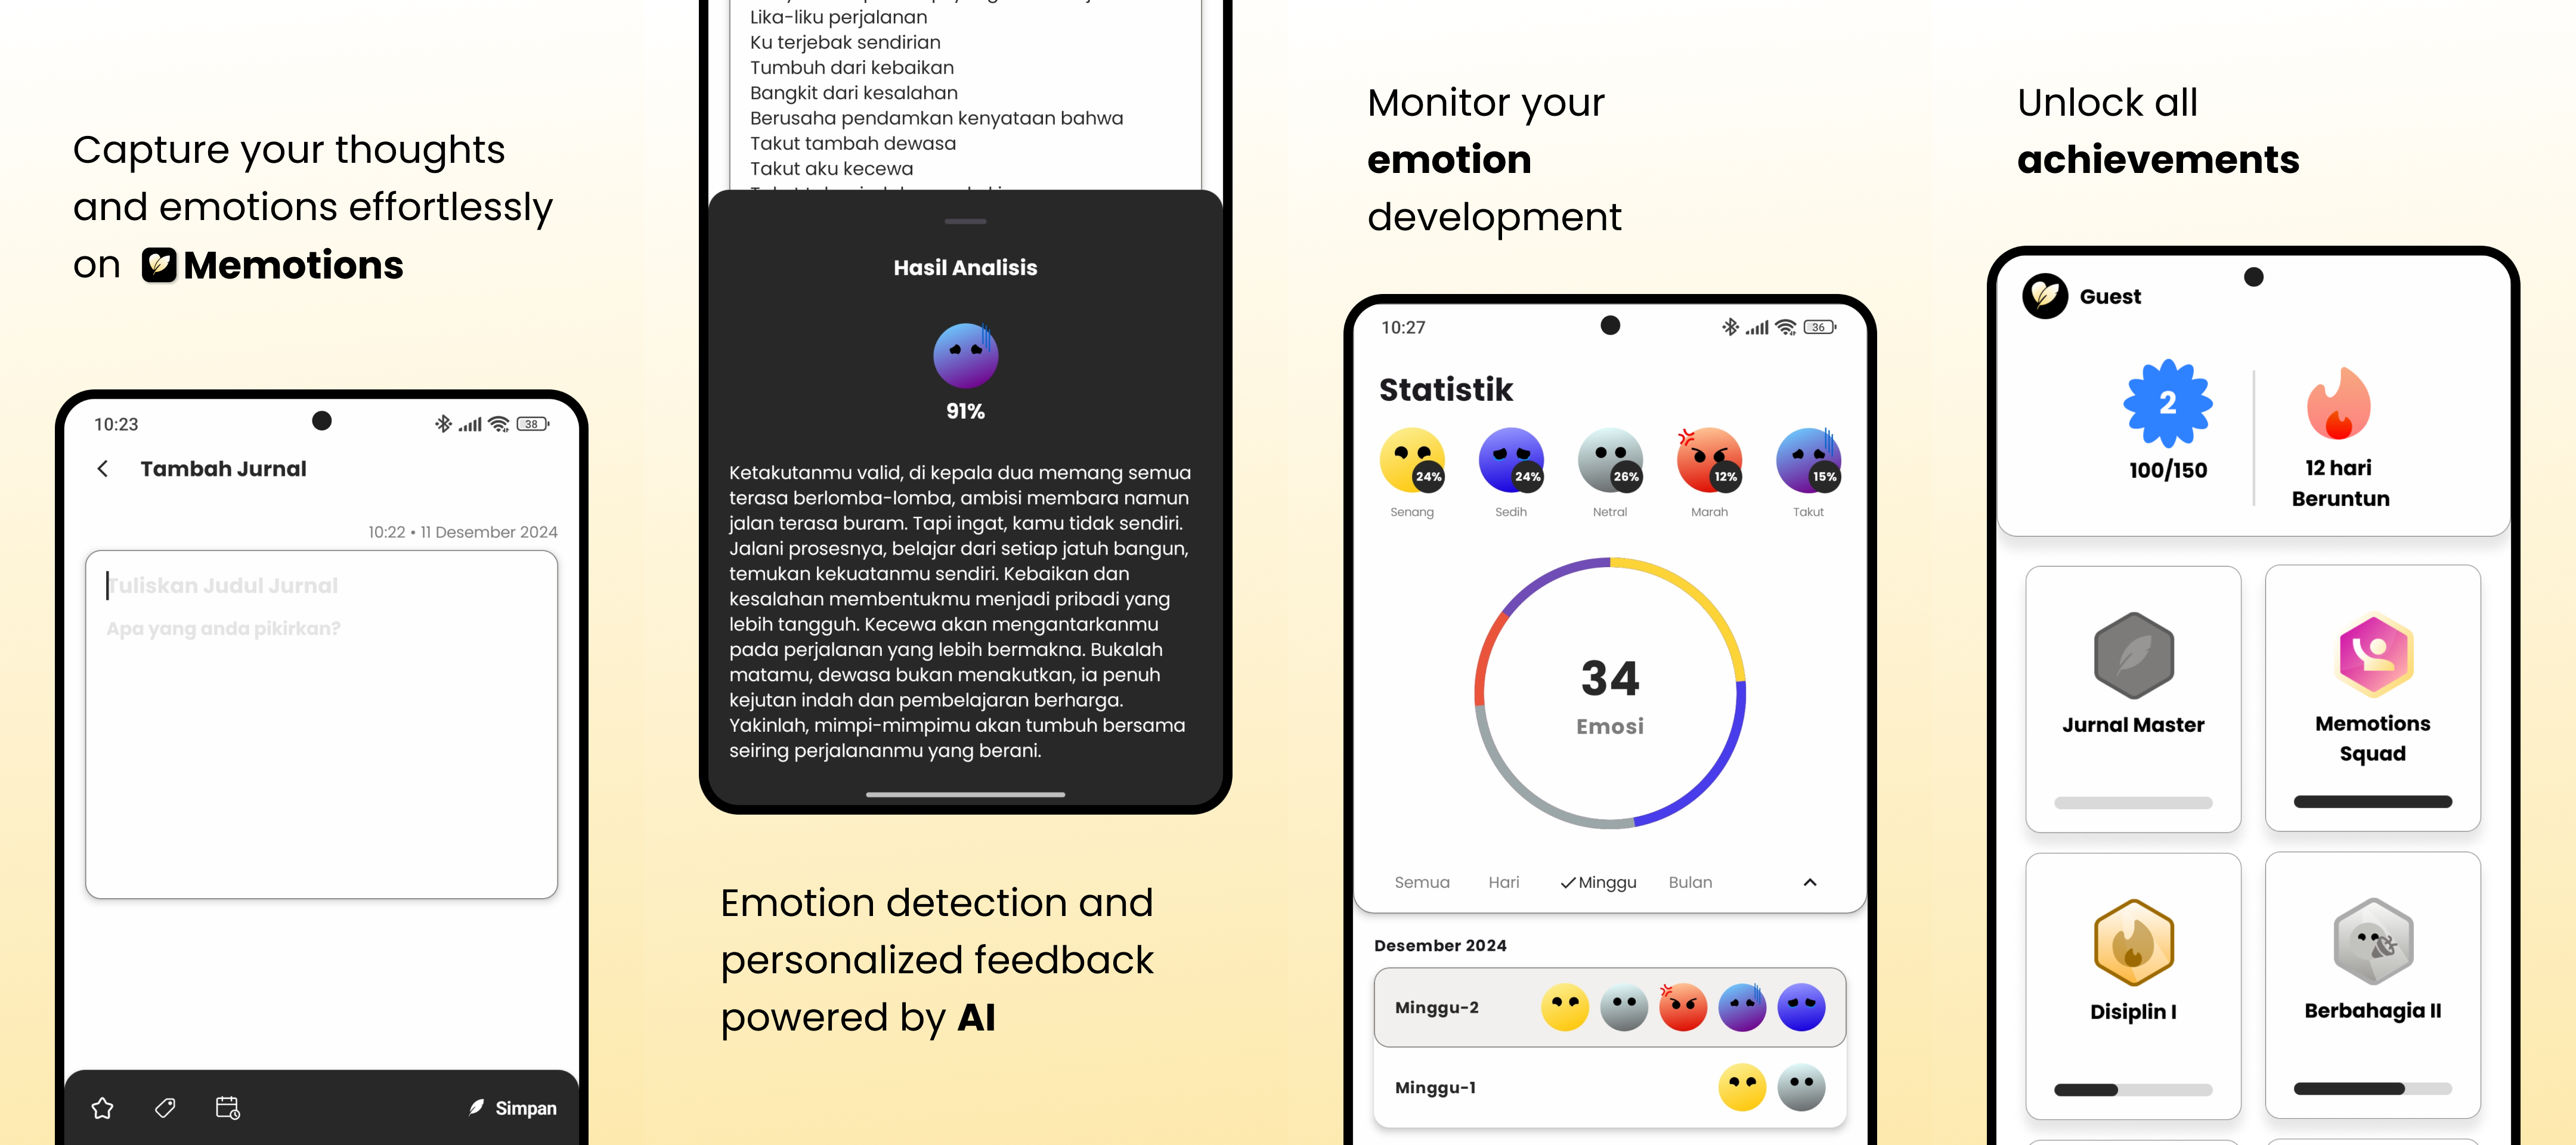 Capture your thoughts
and emotions effortlessly
on Memotions
10:23
38
Tambah Jurnal
10:22 • 11 Desember 2024
Tuliskan Judul Jurnal
Apa yang anda pikirkan?
Simpan
Lika-liku perjalanan
Ku terjebak sendirian
Tumbuh dari kebaikan
Bangkit dari kesalahan
Berusaha pendamkan kenyataan bahwa
Takut tambah dewasa
Takut aku kecewa
Hasil Analisis
91%
Ketakutanmu valid, di kepala dua memang semua
terasa berlomba-lomba, ambisi membara namun
jalan terasa buram. Tapi ingat, kamu tidak sendiri.
Jalani prosesnya, belajar dari setiap jatuh bangun,
temukan kekuatanmu sendiri. Kebaikan dan
kesalahan membentukmu menjadi pribadi yang
lebih tangguh. Kecewa akan mengantarkanmu
pada perjalanan yang lebih bermakna. Bukalah
matamu, dewasa bukan menakutkan, ia penuh
kejutan indah dan pembelajaran berharga.
Yakinlah, mimpi-mimpimu akan tumbuh bersama
seiring perjalananmu yang berani.
Emotion detection and
personalized feedback
powered by AI
Monitor your
emotion
development
10:27
36
Statistik
24% 24% 26% 12% 15%
Senang Sedih Netral Marah Takut
34
Emosi
Semua Hari Minggu Bulan
Desember 2024
Minggu-2
Minggu-1
Unlock all
achievements
Guest
2
100/150
12 hari
Beruntun
Jurnal Master
Memotions
Squad
Disiplin I
Berbahagia II